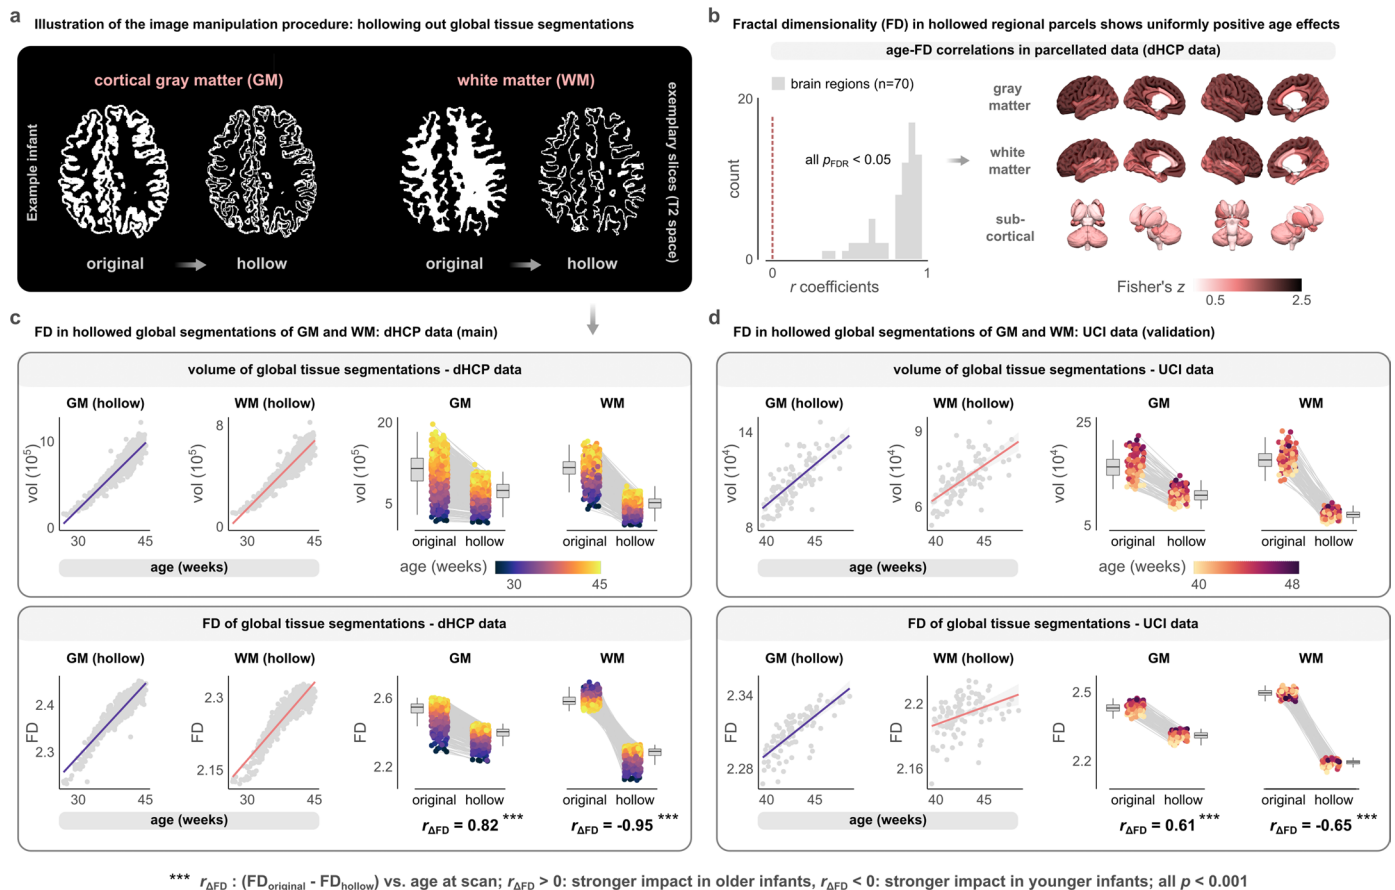 a Illustration of the image manipulation procedure: hollowing out global tissue segmentations
cortical gray matter (GM)
white matter (WM)
Example infant
exemplary slices (T2 space)
original
hollow
original
hollow
b Fractal dimensionality (FD) in hollowed regional parcels shows uniformly positive age effects
age-FD correlations in parcellated data (dHCP data)
brain regions (n=70)
20
count
0
all pFDR < 0.05
0
1
r coefficients
gray
matter
white
matter
sub-
cortical
Fisher's z
0.5
2.5
c FD in hollowed global segmentations of GM and WM: dHCP data (main)
volume of global tissue segmentations - dHCP data
GM (hollow)
WM (hollow)
GM
WM
vol (10⁵)
10
0
30
45
vol (10⁵)
8
0
30
45
age (weeks)
vol (10⁵)
20
5
original
hollow
original
hollow
age (weeks)
30
45
FD of global tissue segmentations - dHCP data
GM (hollow)
WM (hollow)
GM
WM
FD
2.4
2.3
30
45
FD
2.3
2.15
30
45
age (weeks)
FD
2.6
2.2
original
hollow
original
hollow
rΔFD = 0.82 ***
rΔFD = -0.95 ***
d FD in hollowed global segmentations of GM and WM: UCI data (validation)
volume of global tissue segmentations - UCI data
GM (hollow)
WM (hollow)
GM
WM
vol (10⁴)
14
8
40
45
vol (10⁴)
9
6
40
45
age (weeks)
vol (10⁴)
25
5
original
hollow
original
hollow
age (weeks)
40
48
FD of global tissue segmentations - UCI data
GM (hollow)
WM (hollow)
GM
WM
FD
2.34
2.28
40
45
FD
2.2
2.16
40
45
age (weeks)
FD
2.5
2.2
original
hollow
original
hollow
rΔFD = 0.61 ***
rΔFD = -0.65 ***
*** rΔFD : (FDoriginal - FDhollow) vs. age at scan; rΔFD > 0: stronger impact in older infants, rΔFD < 0: stronger impact in younger infants; all p < 0.001